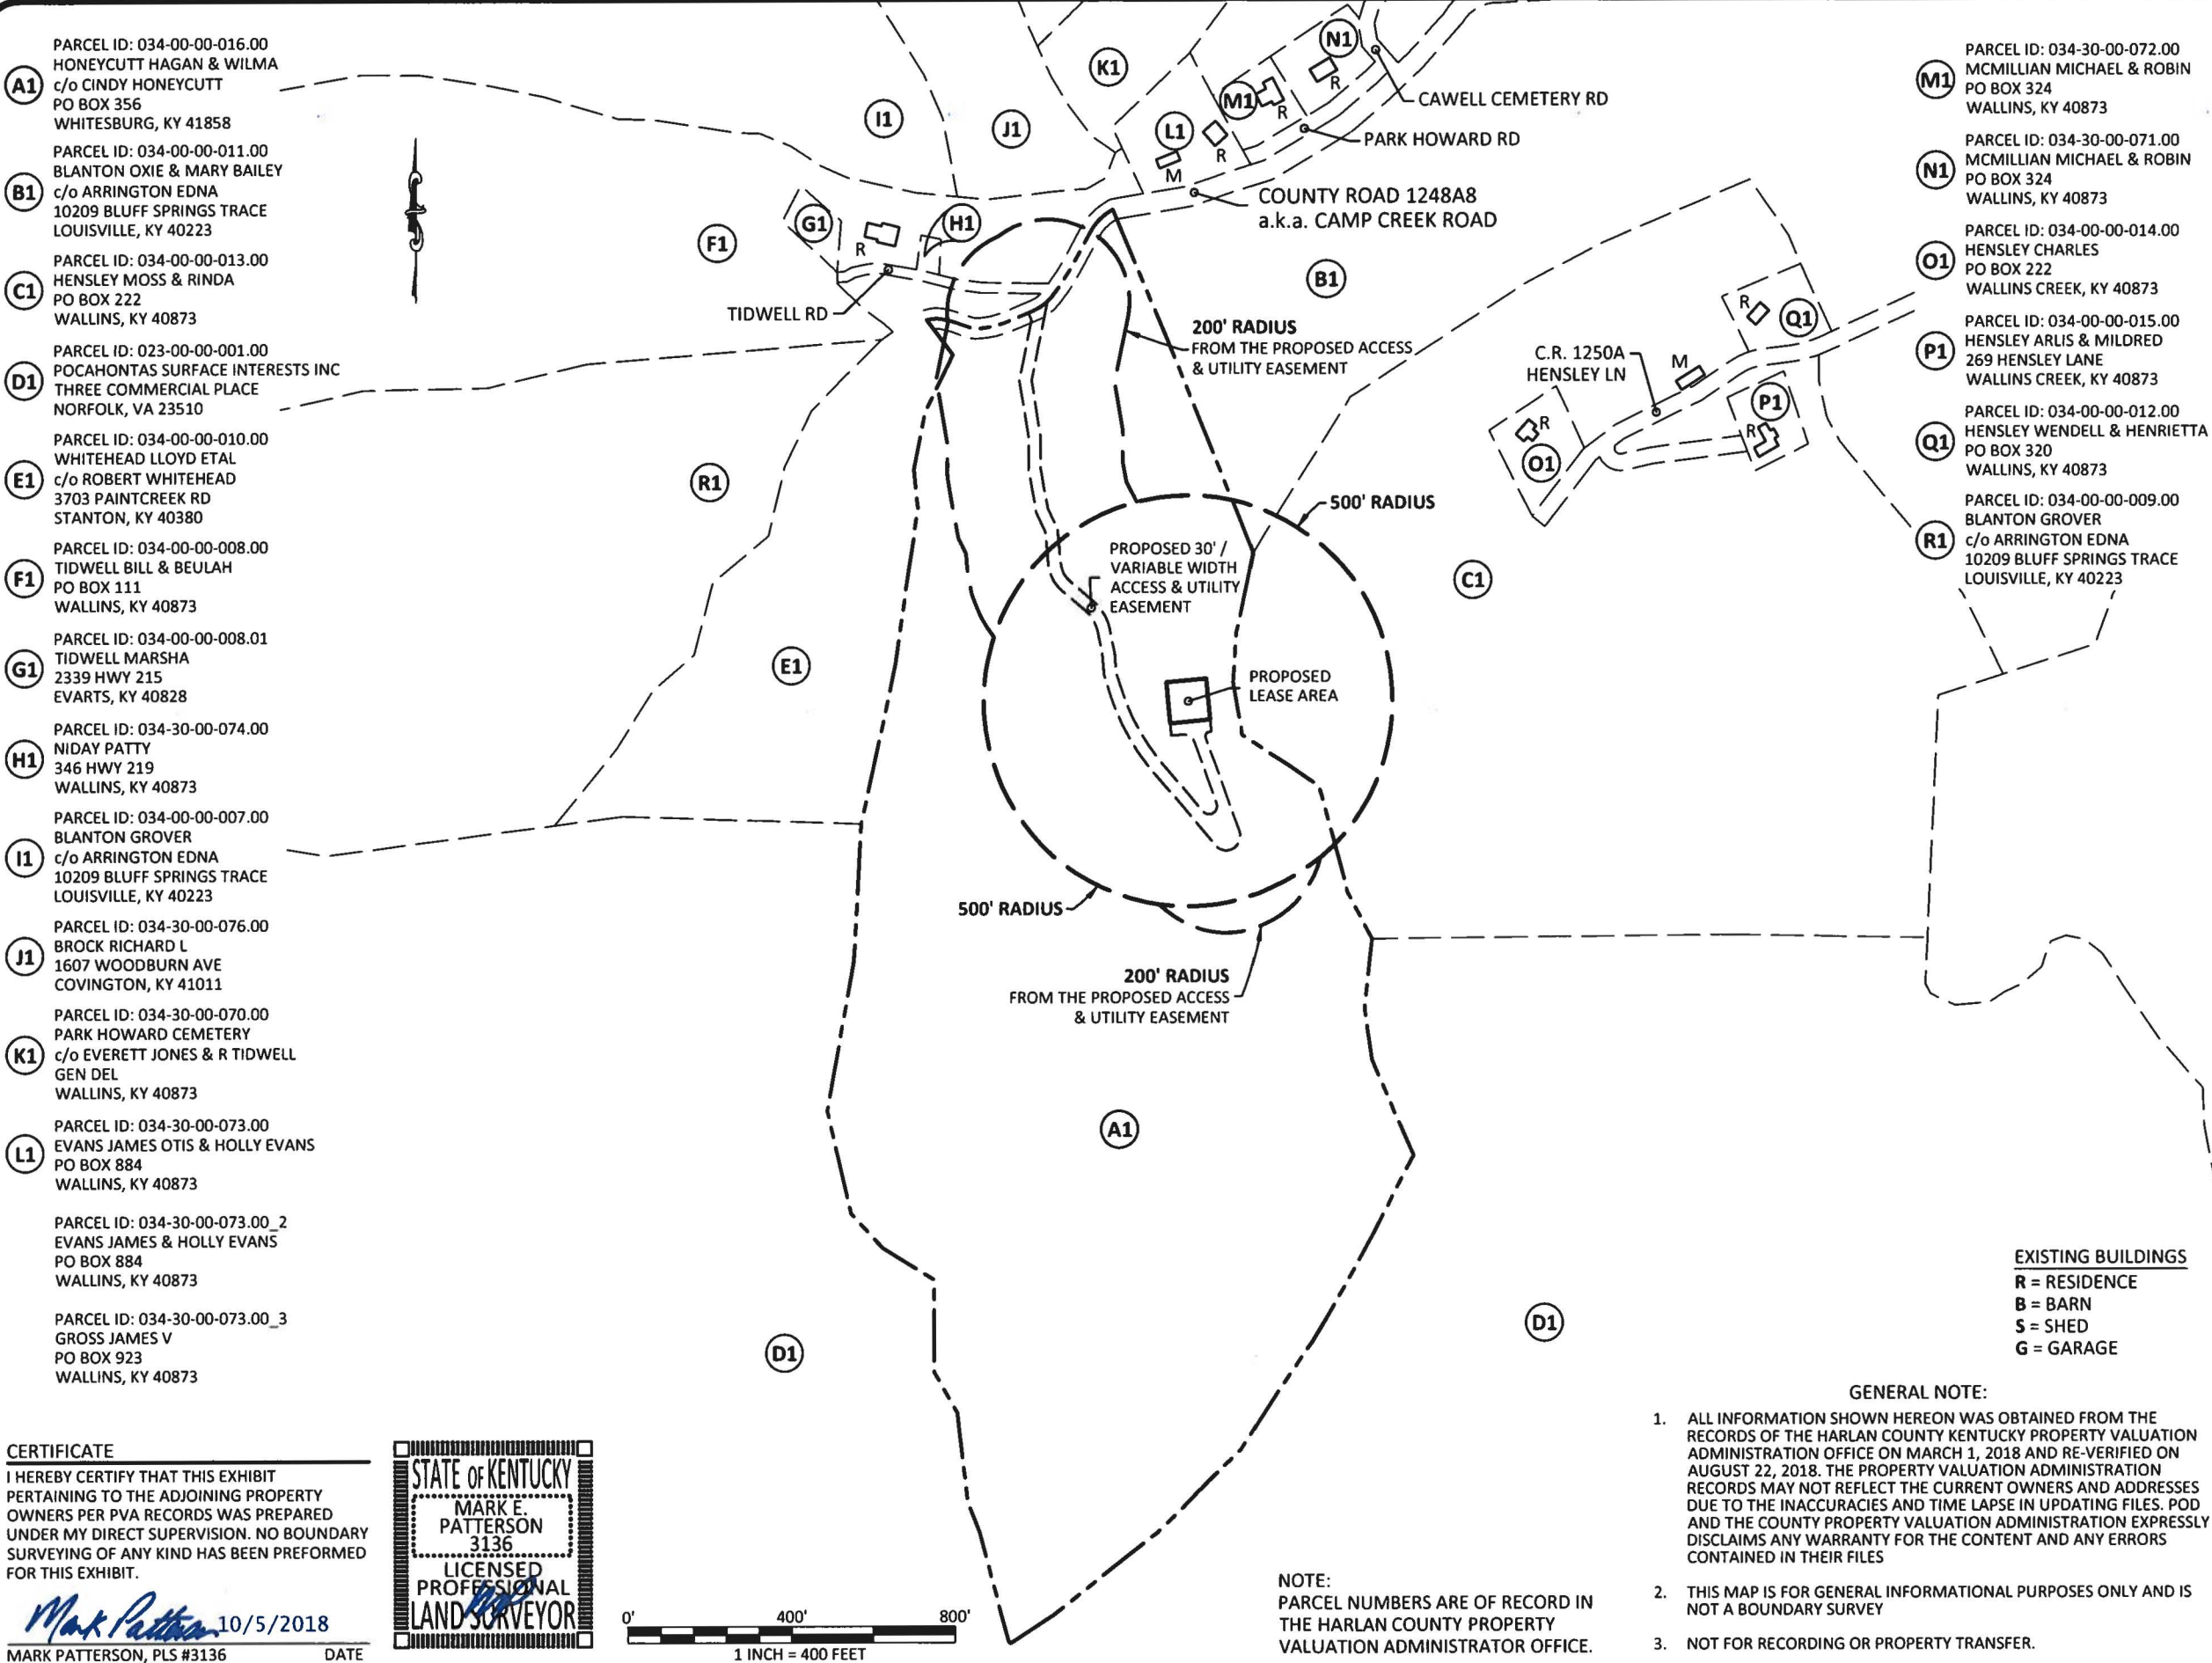 A1
PARCEL ID: 034-00-00-016.00
HONEYCUTT HAGAN & WILMA
c/o CINDY HONEYCUTT
PO BOX 356
WHITESBURG, KY 41858
B1
PARCEL ID: 034-00-00-011.00
BLANTON OXIE & MARY BAILEY
c/o ARRINGTON EDNA
10209 BLUFF SPRINGS TRACE
LOUISVILLE, KY 40223
C1
PARCEL ID: 034-00-00-013.00
HENSLEY MOSS & RINDA
PO BOX 222
WALLINS, KY 40873
D1
PARCEL ID: 023-00-00-001.00
POCAHONTAS SURFACE INTERESTS INC
THREE COMMERCIAL PLACE
NORFOLK, VA 23510
E1
PARCEL ID: 034-00-00-010.00
WHITEHEAD LLOYD ETAL
c/o ROBERT WHITEHEAD
3703 PAINTCREEK RD
STANTON, KY 40380
F1
PARCEL ID: 034-00-00-008.00
TIDWELL BILL & BEULAH
PO BOX 111
WALLINS, KY 40873
G1
PARCEL ID: 034-00-00-008.01
TIDWELL MARSHA
2339 HWY 215
EVARTS, KY 40828
H1
PARCEL ID: 034-30-00-074.00
NIDAY PATTY
346 HWY 219
WALLINS, KY 40873
I1
PARCEL ID: 034-00-00-007.00
BLANTON GROVER
c/o ARRINGTON EDNA
10209 BLUFF SPRINGS TRACE
LOUISVILLE, KY 40223
J1
PARCEL ID: 034-30-00-076.00
BROCK RICHARD L
1607 WOODBURN AVE
COVINGTON, KY 41011
K1
PARCEL ID: 034-30-00-070.00
PARK HOWARD CEMETERY
c/o EVERETT JONES & R TIDWELL
GEN DEL
WALLINS, KY 40873
L1
PARCEL ID: 034-30-00-073.00
EVANS JAMES OTIS & HOLLY EVANS
PO BOX 884
WALLINS, KY 40873
PARCEL ID: 034-30-00-073.00_2
EVANS JAMES & HOLLY EVANS
PO BOX 884
WALLINS, KY 40873
PARCEL ID: 034-30-00-073.00_3
GROSS JAMES V
PO BOX 923
WALLINS, KY 40873
CERTIFICATE
I HEREBY CERTIFY THAT THIS EXHIBIT
PERTAINING TO THE ADJOINING PROPERTY
OWNERS PER PVA RECORDS WAS PREPARED
UNDER MY DIRECT SUPERVISION. NO BOUNDARY
SURVEYING OF ANY KIND HAS BEEN PREFORMED
FOR THIS EXHIBIT.
Mark Patterson 10/5/2018
MARK PATTERSON, PLS #3136 DATE
STATE OF KENTUCKY
MARK E.
PATTERSON
3136
LICENSED
PROFESSIONAL
LAND SURVEYOR
MP
0' 400' 800'
1 INCH = 400 FEET
N1
R
K1
M1
R
CAWELL CEMETERY RD
I1
J1
L1
R
M
PARK HOWARD RD
COUNTY ROAD 1248A8
a.k.a. CAMP CREEK ROAD
G1
H1
F1
R
TIDWELL RD
B1
200' RADIUS
FROM THE PROPOSED ACCESS
& UTILITY EASEMENT
R
Q1
C.R. 1250A
HENSLEY LN
M
P1
R
R
O1
R1
500' RADIUS
PROPOSED 30' /
VARIABLE WIDTH
ACCESS & UTILITY
EASEMENT
C1
E1
PROPOSED
LEASE AREA
500' RADIUS
200' RADIUS
FROM THE PROPOSED ACCESS
& UTILITY EASEMENT
A1
D1
D1
M1
PARCEL ID: 034-30-00-072.00
MCMILLIAN MICHAEL & ROBIN
PO BOX 324
WALLINS, KY 40873
N1
PARCEL ID: 034-30-00-071.00
MCMILLIAN MICHAEL & ROBIN
PO BOX 324
WALLINS, KY 40873
O1
PARCEL ID: 034-00-00-014.00
HENSLEY CHARLES
PO BOX 222
WALLINS CREEK, KY 40873
P1
PARCEL ID: 034-00-00-015.00
HENSLEY ARLIS & MILDRED
269 HENSLEY LANE
WALLINS CREEK, KY 40873
Q1
PARCEL ID: 034-00-00-012.00
HENSLEY WENDELL & HENRIETTA
PO BOX 320
WALLINS, KY 40873
R1
PARCEL ID: 034-00-00-009.00
BLANTON GROVER
c/o ARRINGTON EDNA
10209 BLUFF SPRINGS TRACE
LOUISVILLE, KY 40223
EXISTING BUILDINGS
R = RESIDENCE
B = BARN
S = SHED
G = GARAGE
GENERAL NOTE:
1. ALL INFORMATION SHOWN HEREON WAS OBTAINED FROM THE
RECORDS OF THE HARLAN COUNTY KENTUCKY PROPERTY VALUATION
ADMINISTRATION OFFICE ON MARCH 1, 2018 AND RE-VERIFIED ON
AUGUST 22, 2018. THE PROPERTY VALUATION ADMINISTRATION
RECORDS MAY NOT REFLECT THE CURRENT OWNERS AND ADDRESSES
DUE TO THE INACCURACIES AND TIME LAPSE IN UPDATING FILES. POD
AND THE COUNTY PROPERTY VALUATION ADMINISTRATION EXPRESSLY
DISCLAIMS ANY WARRANTY FOR THE CONTENT AND ANY ERRORS
CONTAINED IN THEIR FILES
2. THIS MAP IS FOR GENERAL INFORMATIONAL PURPOSES ONLY AND IS
NOT A BOUNDARY SURVEY
3. NOT FOR RECORDING OR PROPERTY TRANSFER.
NOTE:
PARCEL NUMBERS ARE OF RECORD IN
THE HARLAN COUNTY PROPERTY
VALUATION ADMINISTRATOR OFFICE.